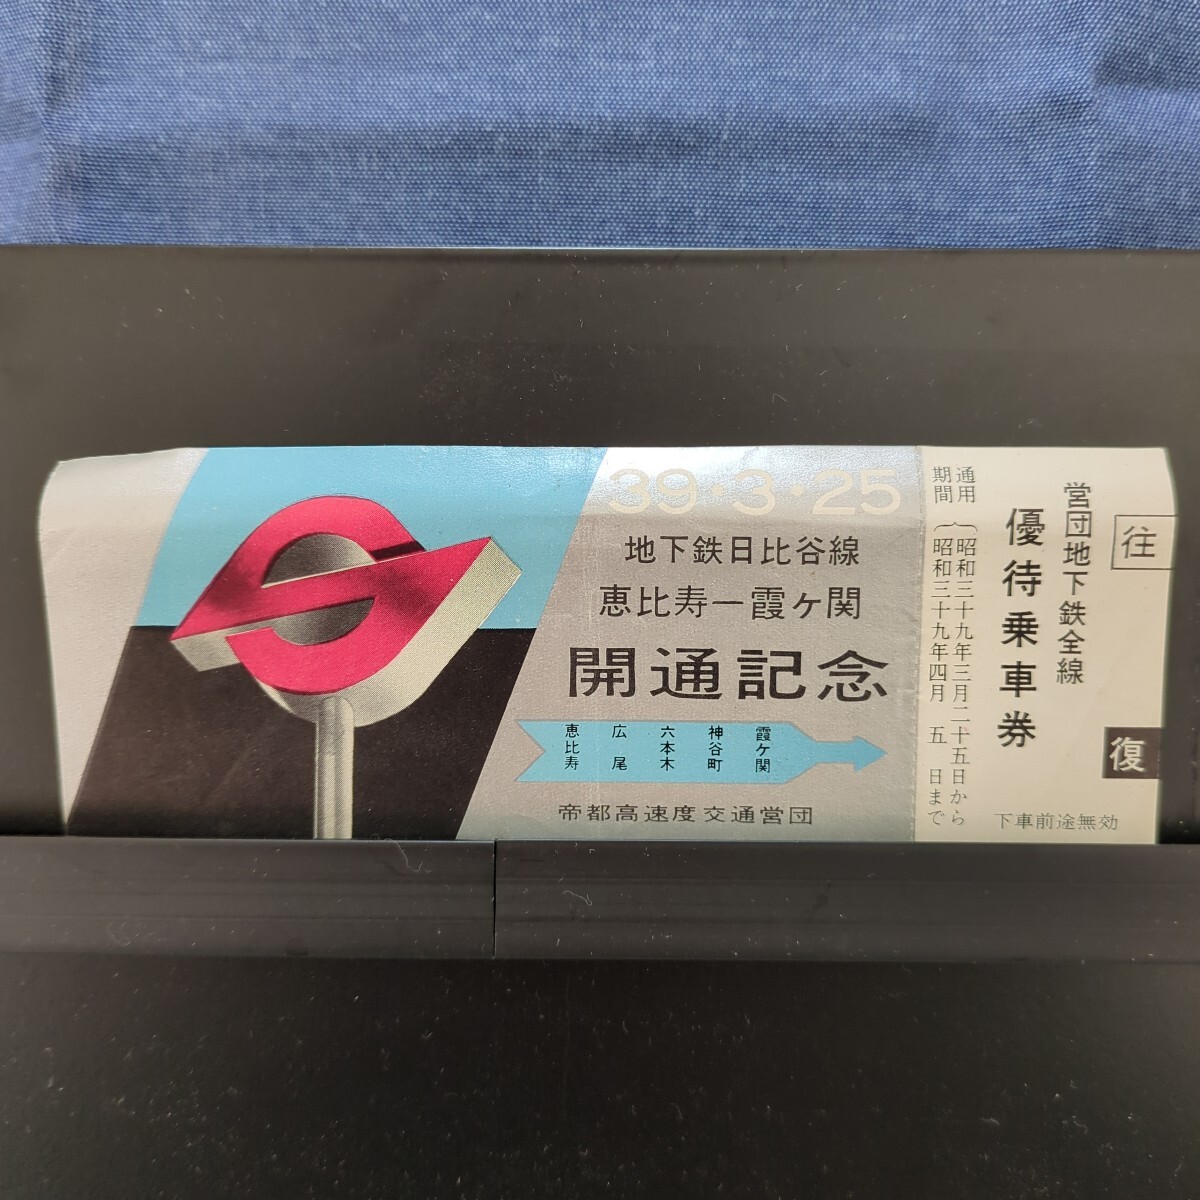 39・3・25
地下鉄日比谷線
恵比寿ー霞ケ関
開通記念
恵比寿
広尾
六本木
神谷町
霞ケ関
帝都高速度交通営団
往
営団地下鉄全線
優待乗車券
復
通用期間
昭和三十九年三月二十五日から
昭和三十九年四月 五 日まで
下車前途無効